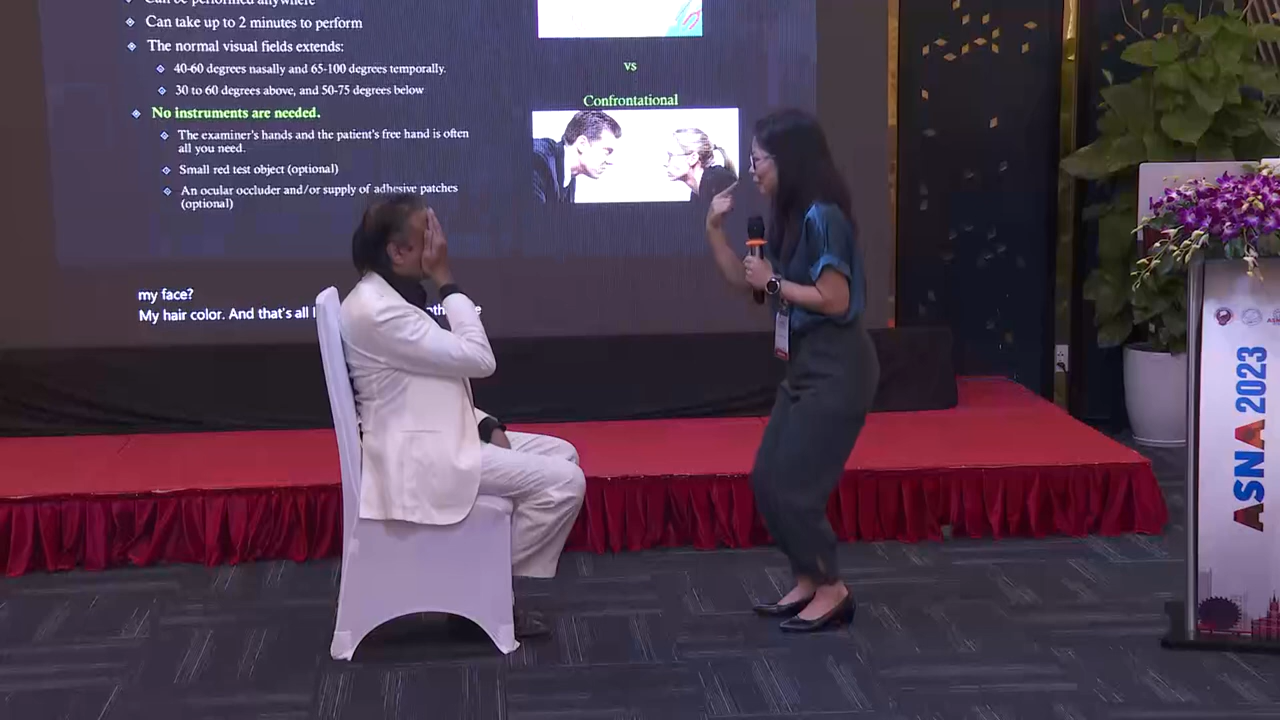 Can be performed anywhere
Can take up to 2 minutes to perform
The normal visual fields extends:
40-60 degrees nasally and 65-100 degrees temporally.
30 to 60 degrees above, and 50-75 degrees below
No instruments are needed.
The examiner's hands and the patient's free hand is often
all you need.
Small red test object (optional)
An ocular occluder and/or supply of adhesive patches
(optional)
vs
Confrontational
my face?
My hair color. And that's all
ASNA 2023